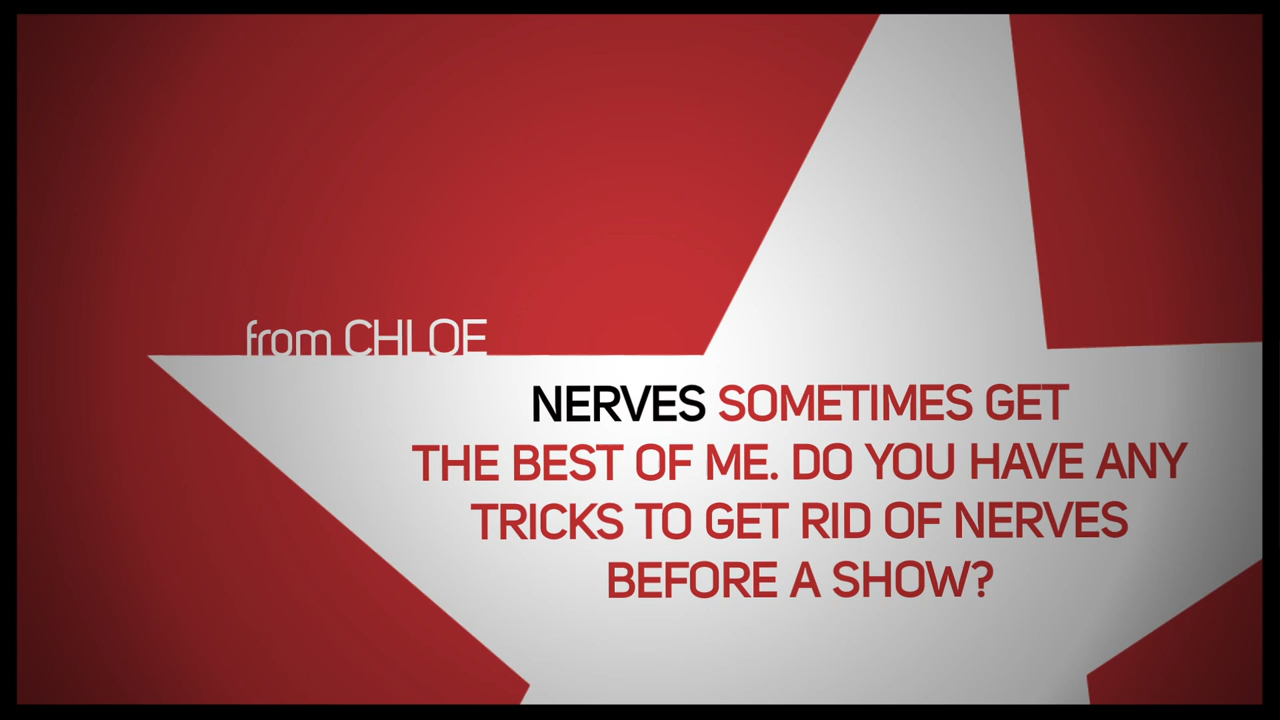 from CHLOE
NERVES SOMETIMES GET
THE BEST OF ME. DO YOU HAVE ANY
TRICKS TO GET RID OF NERVES
BEFORE A SHOW?